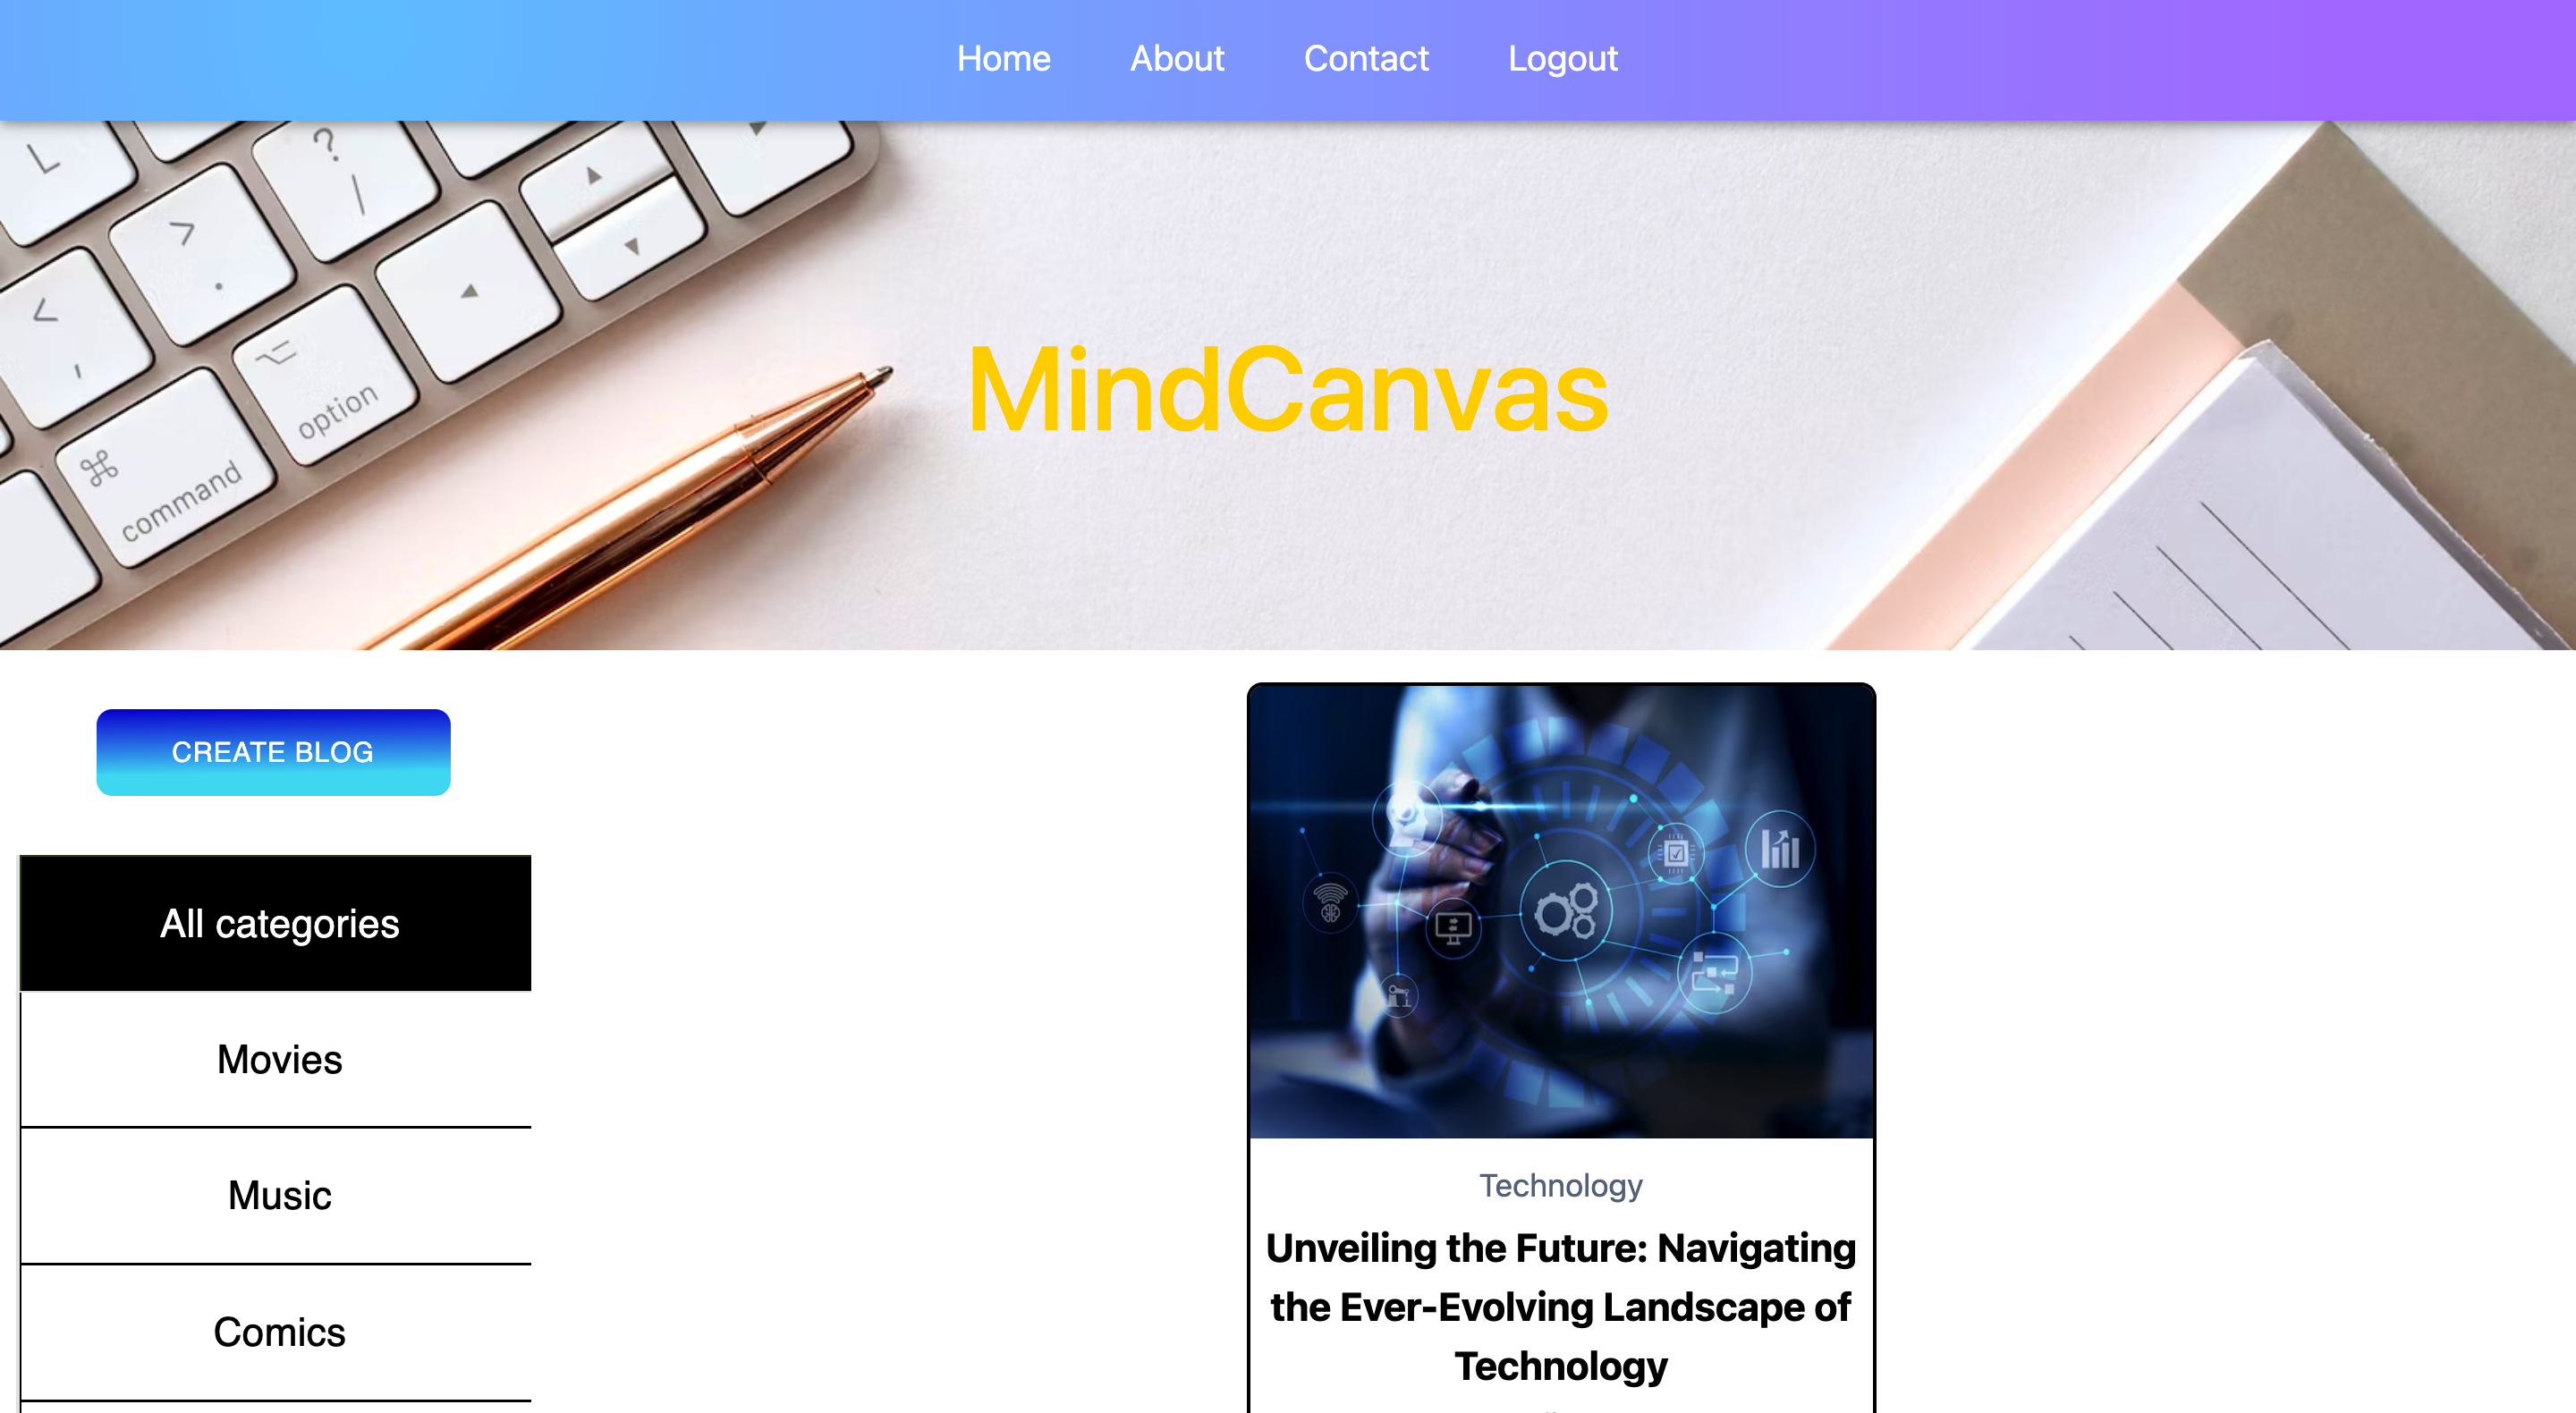 Home About Contact Logout
L
?
/
>
.
<
,
option
command
MindCanvas
CREATE BLOG
All categories
Movies
Music
Comics
Technology
Unveiling the Future: Navigating
the Ever-Evolving Landscape of
Technology